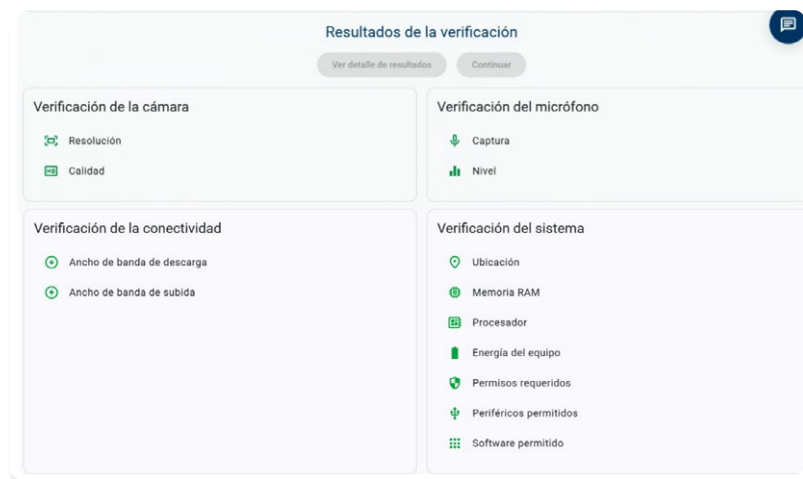 Resultados de la verificación
Ver detalle de resultados
Continuar
Verificación de la cámara
Resolución
Calidad
Verificación del micrófono
Captura
Nivel
Verificación de la conectividad
Ancho de banda de descarga
Ancho de banda de subida
Verificación del sistema
Ubicación
Memoria RAM
Procesador
Energía del equipo
Permisos requeridos
Periféricos permitidos
Software permitido